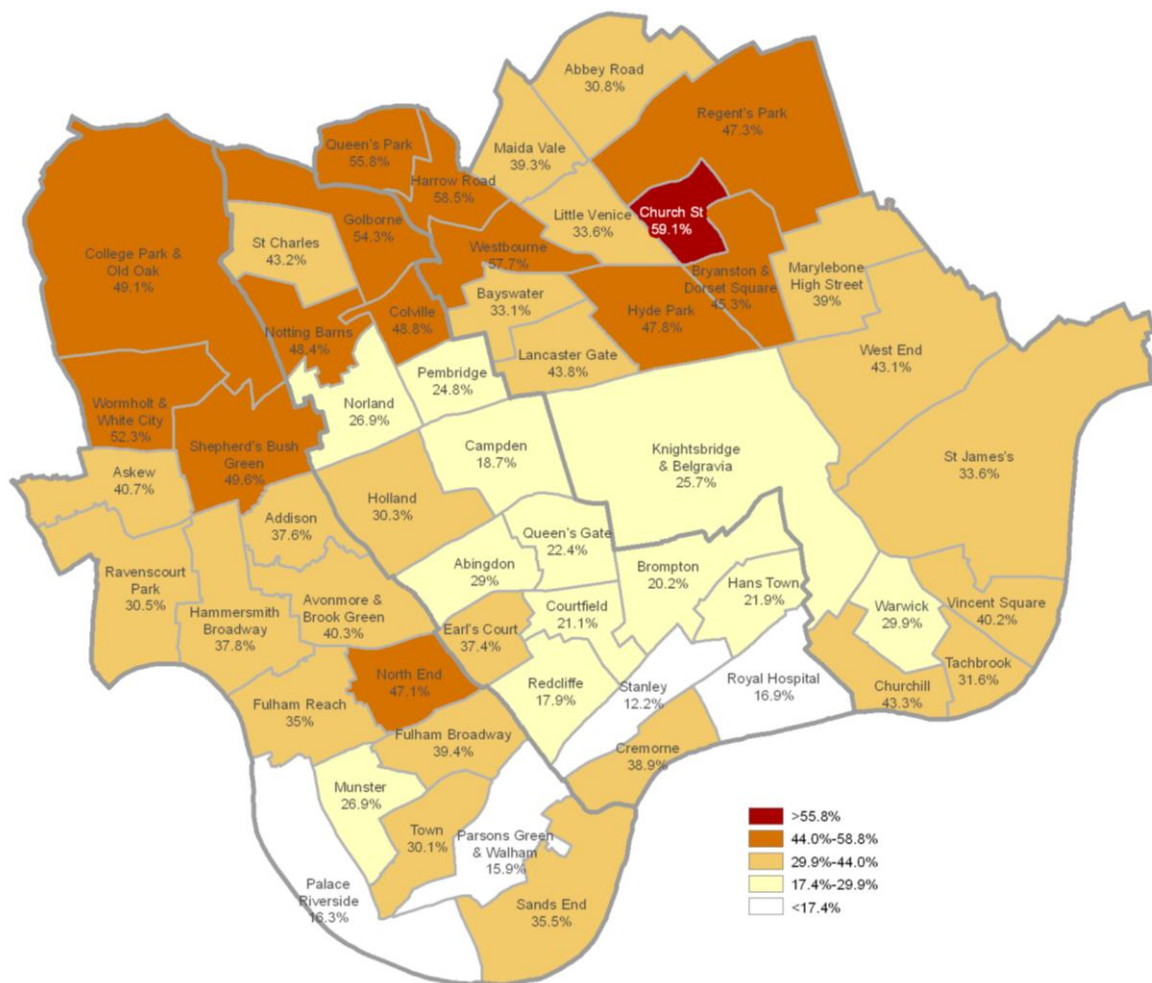 Abbey Road
30.8%
Regent's Park
47.3%
Queen's Park
55.8%
Maida Vale
39.3%
Harrow Road
58.5%
Church St
59.1%
Little Venice
33.6%
Golborne
54.3%
St Charles
43.2%
College Park &
Old Oak
49.1%
Westbourne
57.7%
Bryanston &
Dorset Square
45.3%
Marylebone
High Street
39%
Bayswater
33.1%
Colville
48.8%
Hyde Park
47.8%
Notting Barns
48.4%
Lancaster Gate
43.8%
West End
43.1%
Pembridge
24.8%
Norland
26.9%
Wormholt &
White City
52.3%
Shepherd's Bush
Green
49.6%
Campden
18.7%
Knightsbridge
& Belgravia
25.7%
St James's
33.6%
Askew
40.7%
Holland
30.3%
Addison
37.6%
Queen's Gate
22.4%
Abingdon
29%
Brompton
20.2%
Hans Town
21.9%
Ravenscourt
Park
30.5%
Hammersmith
Broadway
37.8%
Avonmore &
Brook Green
40.3%
Earl's Court
37.4%
Courtfield
21.1%
Warwick
29.9%
Vincent Square
40.2%
Tachbrook
31.6%
North End
47.1%
Redcliffe
17.9%
Stanley
12.2%
Royal Hospital
16.9%
Churchill
43.3%
Fulham Reach
35%
Fulham Broadway
39.4%
Cremorne
38.9%
Munster
26.9%
Town
30.1%
Parsons Green
& Walham
15.9%
Palace
Riverside
16.3%
Sands End
35.5%
>55.8%
44.0%-58.8%
29.9%-44.0%
17.4%-29.9%
<17.4%